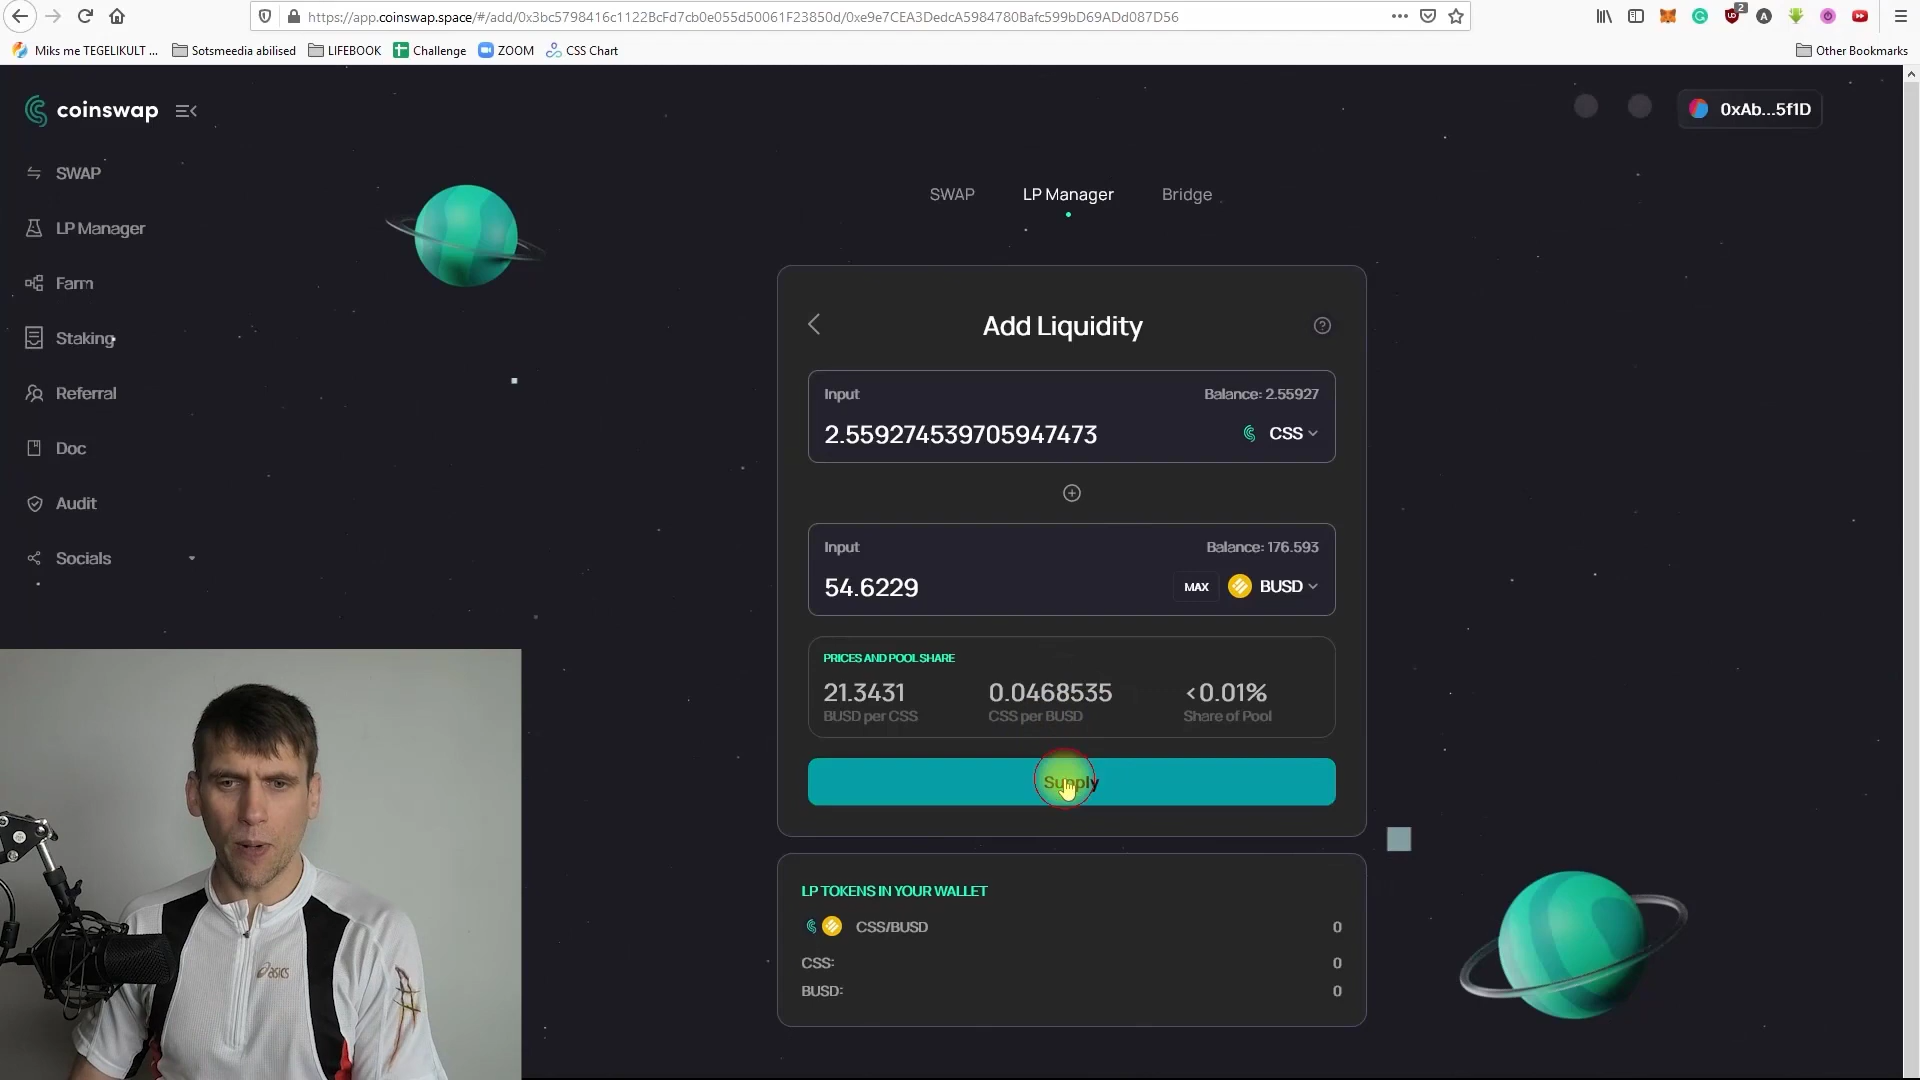 https://app.coinswap.space/#/add/0x3bc5798416c1122BcFd7cb0e055d50061F23850d/0xe9e7CEA3DedcA5984780Bafc599bD69ADd087D56
2
Miks me TEGELIKULT ...
Sotsmeedia abilised
LIFEBOOK
Challenge
ZOOM
CSS Chart
Other Bookmarks
coinswap
0xAb...5f1D
SWAP
LP Manager
Farm
Staking
Referral
Doc
Audit
Socials
SWAP
LP Manager
Bridge
Add Liquidity
Input
Balance: 2.55927
2.559274539705947473
CSS
Input
Balance: 176.593
54.6229
MAX
BUSD
PRICES AND POOL SHARE
21.3431
0.0468535
<0.01%
BUSD per CSS
CSS per BUSD
Share of Pool
Supply
LP TOKENS IN YOUR WALLET
CSS/BUSD
0
CSS:
0
BUSD:
0
asics